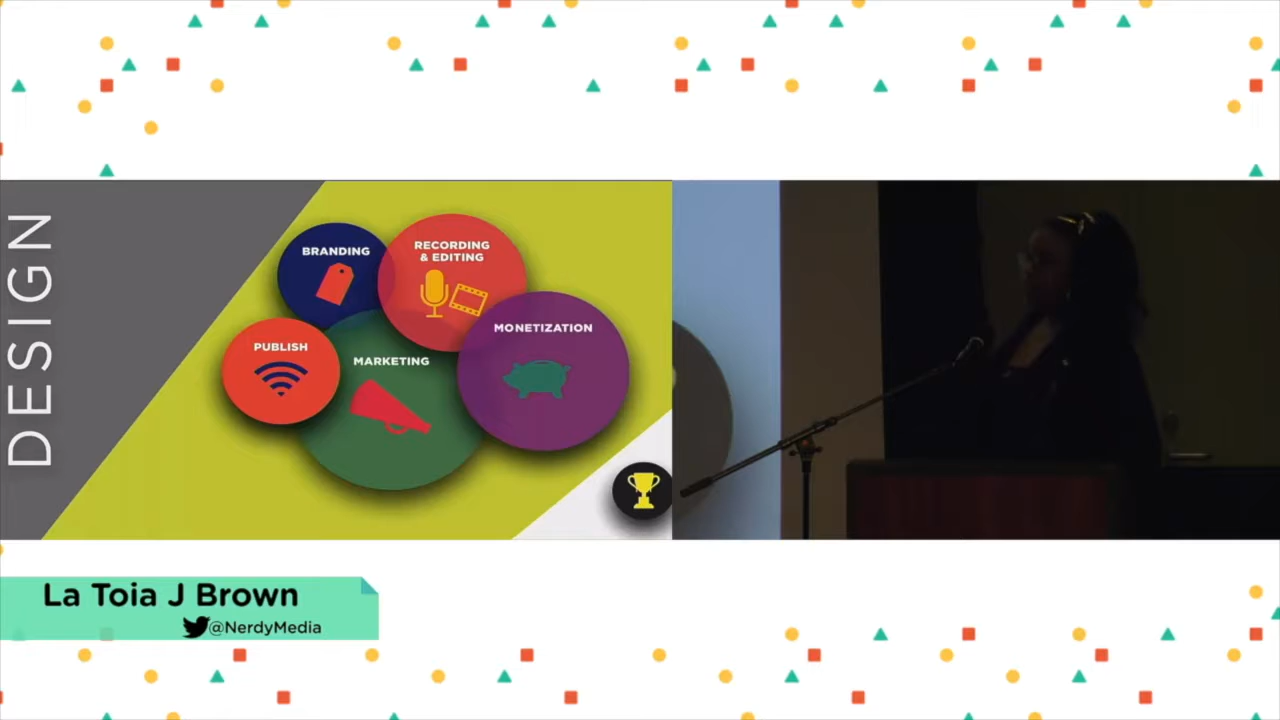 DESIGN
BRANDING
RECORDING
& EDITING
PUBLISH
MARKETING
MONETIZATION
La Toia J Brown
@NerdyMedia